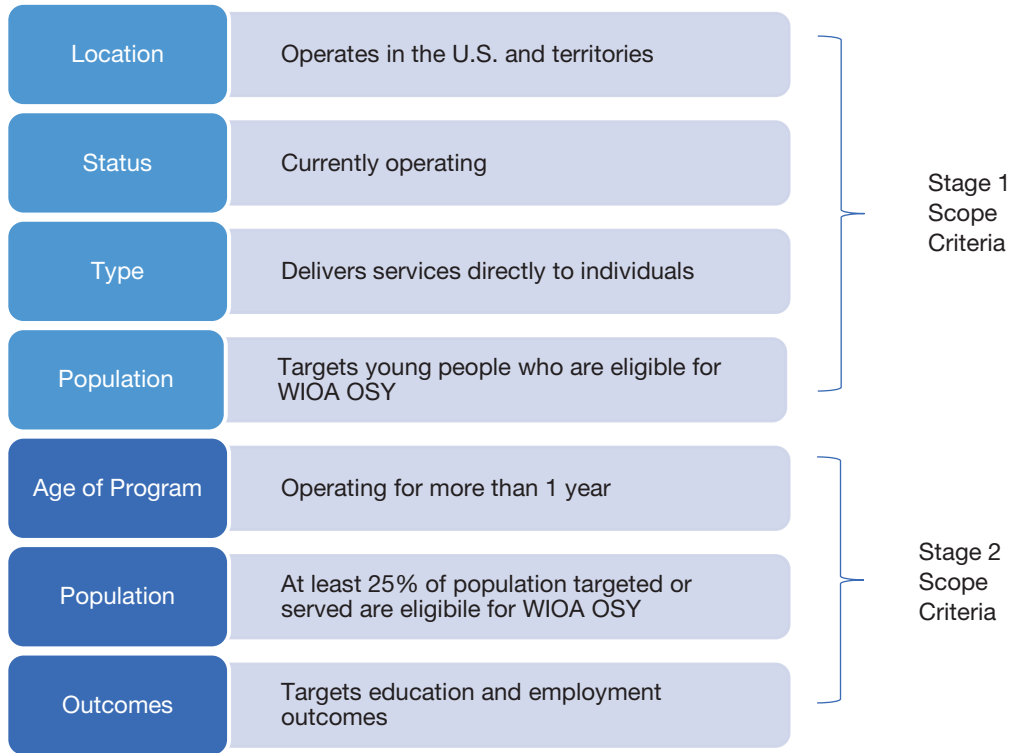 Location
Operates in the U.S. and territories
Status
Currently operating
Type
Delivers services directly to individuals
Population
Targets young people who are eligible for
WIOA OSY
Stage 1
Scope
Criteria
Age of Program
Operating for more than 1 year
Population
At least 25% of population targeted or
served are eligibile for WIOA OSY
Outcomes
Targets education and employment
outcomes
Stage 2
Scope
Criteria